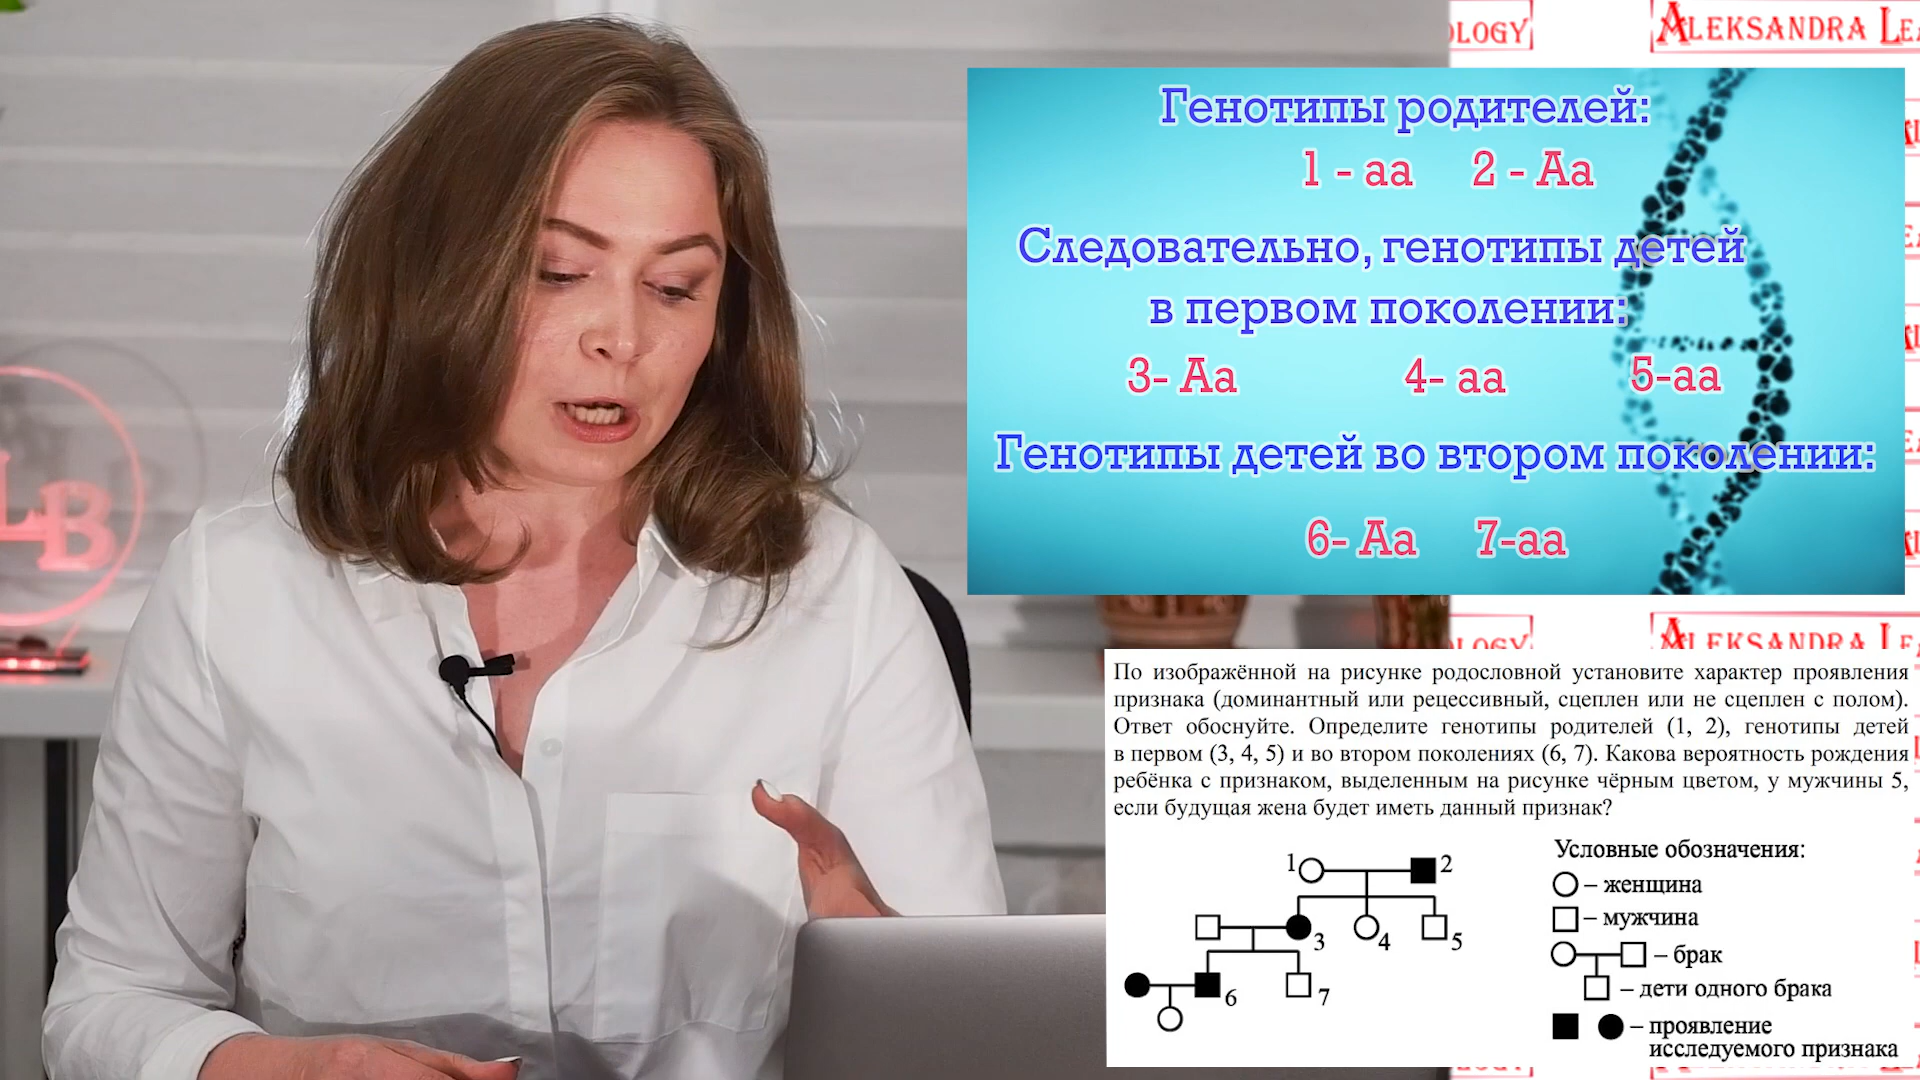 OLOGY
ALEKSANDRA LE
Генотипы родителей:
1 - аа 2 - Аа
Следовательно, генотипы детей
в первом поколении:
3- Аа 4- аа 5-аа
Генотипы детей во втором поколении:
6- Аа 7-аа
LB
OLOGY
ALEKSANDRA LE
По изображённой на рисунке родословной установите характер проявления
признака (доминантный или рецессивный, сцеплен или не сцеплен с полом).
Ответ обоснуйте. Определите генотипы родителей (1, 2), генотипы детей
в первом (3, 4, 5) и во втором поколениях (6, 7). Какова вероятность рождения
ребёнка с признаком, выделенным на рисунке чёрным цветом, у мужчины 5,
если будущая жена будет иметь данный признак?
1 2
3 4 5
6 7
Условные обозначения:
– женщина
– мужчина
– брак
– дети одного брака
– проявление
исследуемого признака